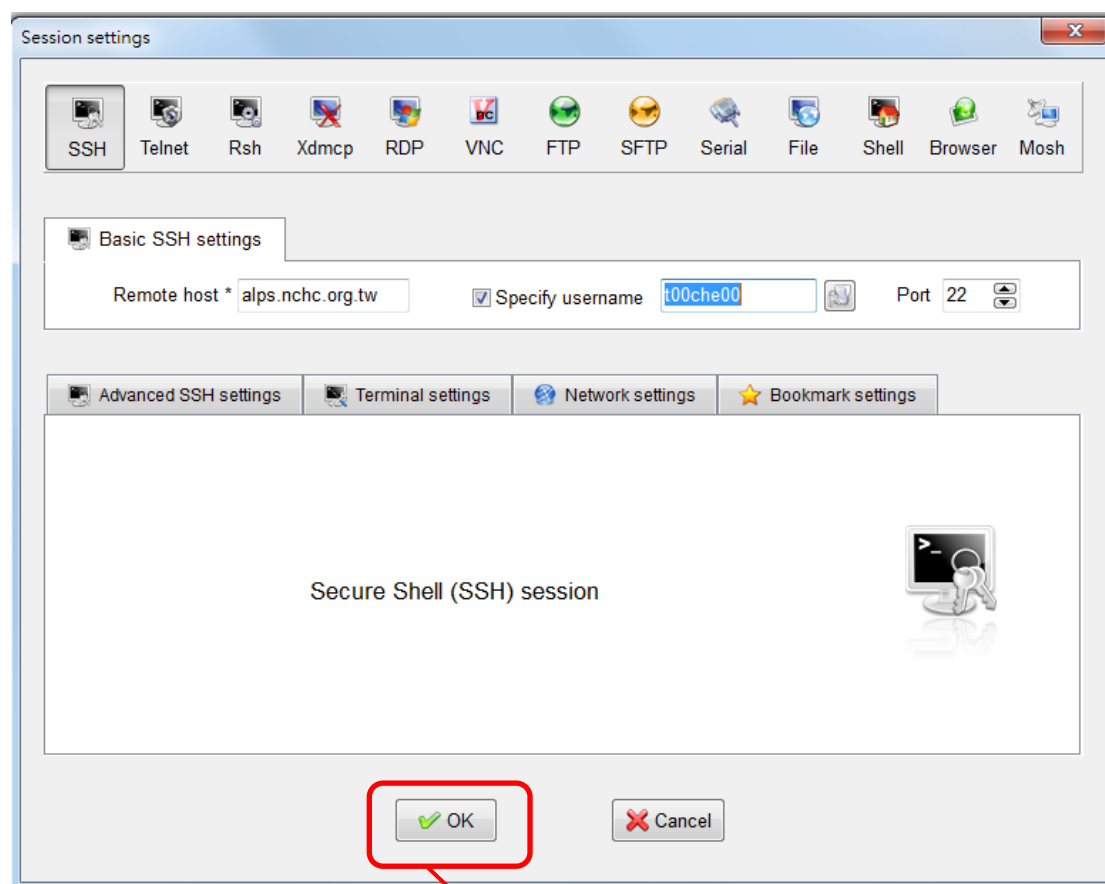 Session settings
SSH Telnet Rsh Xdmcp RDP VNC FTP SFTP Serial File Shell Browser Mosh
Basic SSH settings
Remote host * alps.nchc.org.tw Specify username t00che00 Port 22
Advanced SSH settings Terminal settings Network settings Bookmark settings
Secure Shell (SSH) session
OK Cancel